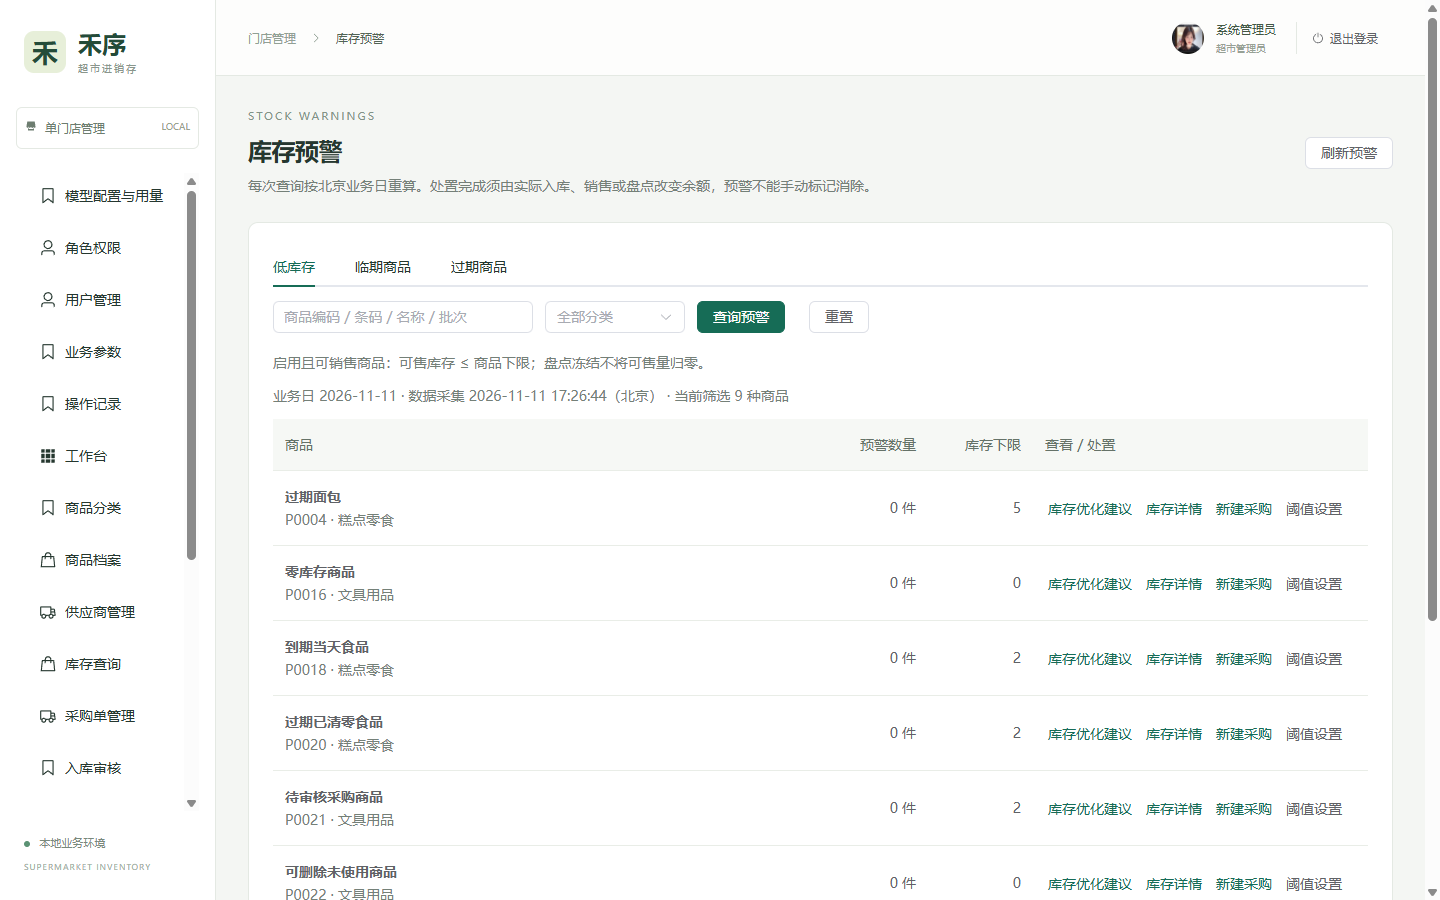 禾序
超市进销存
单门店管理 LOCAL
模型配置与用量
角色权限
用户管理
业务参数
操作记录
工作台
商品分类
商品档案
供应商管理
库存查询
采购单管理
入库审核
本地业务环境
SUPERMARKET INVENTORY
门店管理 > 库存预警
系统管理员
超市管理员
退出登录
STOCK WARNINGS
库存预警
每次查询按北京业务日重算。处置完成须由实际入库、销售或盘点改变余额，预警不能手动标记消除。
刷新预警
低库存 临期商品 过期商品
商品编码 / 条码 / 名称 / 批次 全部分类 查询预警 重置
启用且可销售商品：可售库存 ≤ 商品下限；盘点冻结不将可售量归零。
业务日 2026-11-11 · 数据采集 2026-11-11 17:26:44（北京） · 当前筛选 9 种商品
商品 预警数量 库存下限 查看 / 处置
过期面包
P0004 · 糕点零食
0 件 5 库存优化建议 库存详情 新建采购 阈值设置
零库存商品
P0016 · 文具用品
0 件 0 库存优化建议 库存详情 新建采购 阈值设置
到期当天食品
P0018 · 糕点零食
0 件 2 库存优化建议 库存详情 新建采购 阈值设置
过期已清零食品
P0020 · 糕点零食
0 件 2 库存优化建议 库存详情 新建采购 阈值设置
待审核采购商品
P0021 · 文具用品
0 件 2 库存优化建议 库存详情 新建采购 阈值设置
可删除未使用商品
P0022 · 文具用品
0 件 0 库存优化建议 库存详情 新建采购 阈值设置